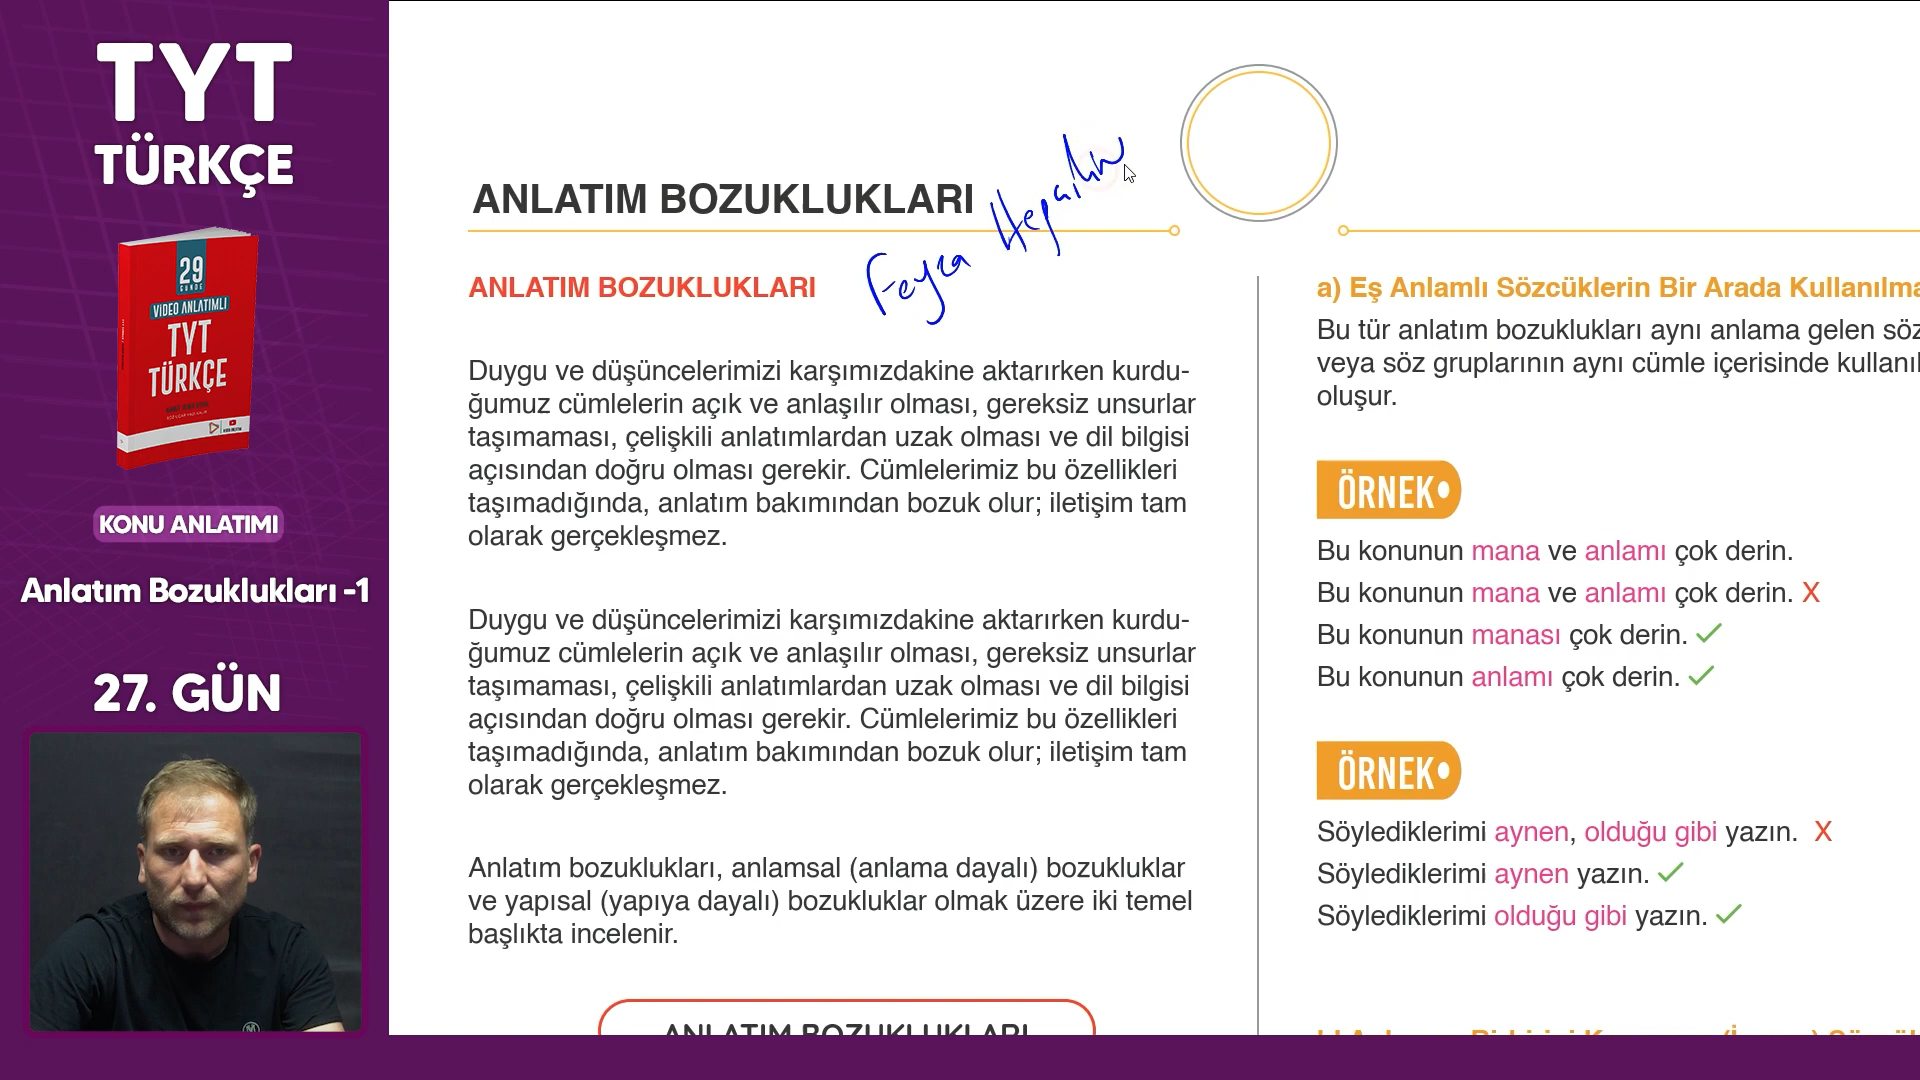 TYT
TÜRKÇE
29
GÜNDE
VİDEO ANLATIMLI
TYT
TÜRKÇE
KONU ANLATIMI
Anlatım Bozuklukları -1
27. GÜN
ANLATIM BOZUKLUKLARI
Feyza
ANLATIM BOZUKLUKLARI
Duygu ve düşüncelerimizi karşımızdakine aktarırken kurdu-
ğumuz cümlelerin açık ve anlaşılır olması, gereksiz unsurlar
taşımaması, çelişkili anlatımlardan uzak olması ve dil bilgisi
açısından doğru olması gerekir. Cümlelerimiz bu özellikleri
taşımadığında, anlatım bakımından bozuk olur; iletişim tam
olarak gerçekleşmez.
Duygu ve düşüncelerimizi karşımızdakine aktarırken kurdu-
ğumuz cümlelerin açık ve anlaşılır olması, gereksiz unsurlar
taşımaması, çelişkili anlatımlardan uzak olması ve dil bilgisi
açısından doğru olması gerekir. Cümlelerimiz bu özellikleri
taşımadığında, anlatım bakımından bozuk olur; iletişim tam
olarak gerçekleşmez.
Anlatım bozuklukları, anlamsal (anlama dayalı) bozukluklar
ve yapısal (yapıya dayalı) bozukluklar olmak üzere iki temel
başlıkta incelenir.
ANLATIM BOZUKLUKLARI
a) Eş Anlamlı Sözcüklerin Bir Arada Kullanılma
Bu tür anlatım bozuklukları aynı anlama gelen söz
veya söz gruplarının aynı cümle içerisinde kullanıl
oluşur.
ÖRNEK
Bu konunun mana ve anlamı çok derin.
Bu konunun mana ve anlamı çok derin. X
Bu konunun manası çok derin. ✓
Bu konunun anlamı çok derin. ✓
ÖRNEK
Söylediklerimi aynen, olduğu gibi yazın. X
Söylediklerimi aynen yazın. ✓
Söylediklerimi olduğu gibi yazın. ✓